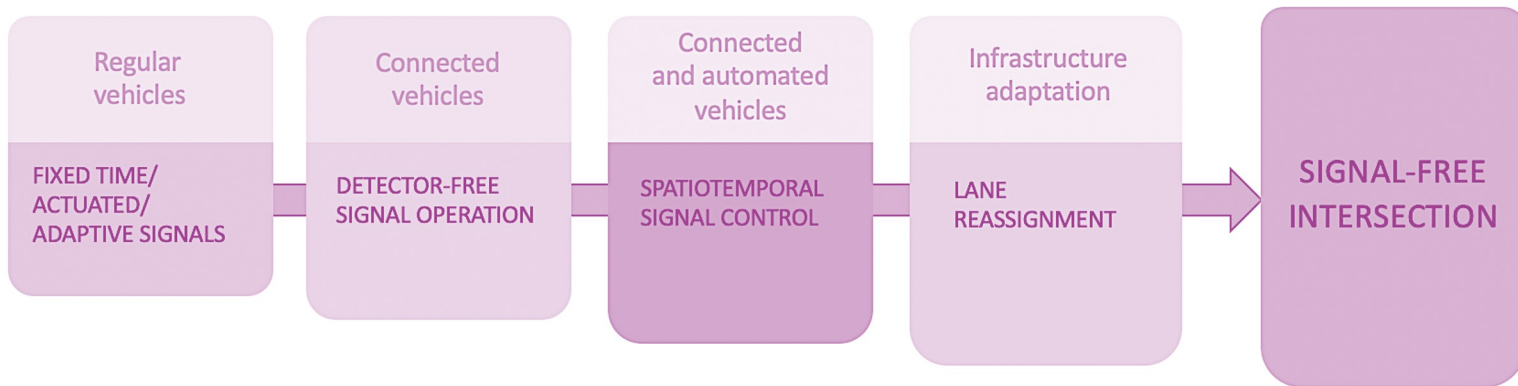 Regular
vehicles
FIXED TIME/
ACTUATED/
ADAPTIVE SIGNALS
Connected
vehicles
DETECTOR-FREE
SIGNAL OPERATION
Connected
and automated
vehicles
SPATIOTEMPORAL
SIGNAL CONTROL
Infrastructure
adaptation
LANE
REASSIGNMENT
SIGNAL-FREE
INTERSECTION